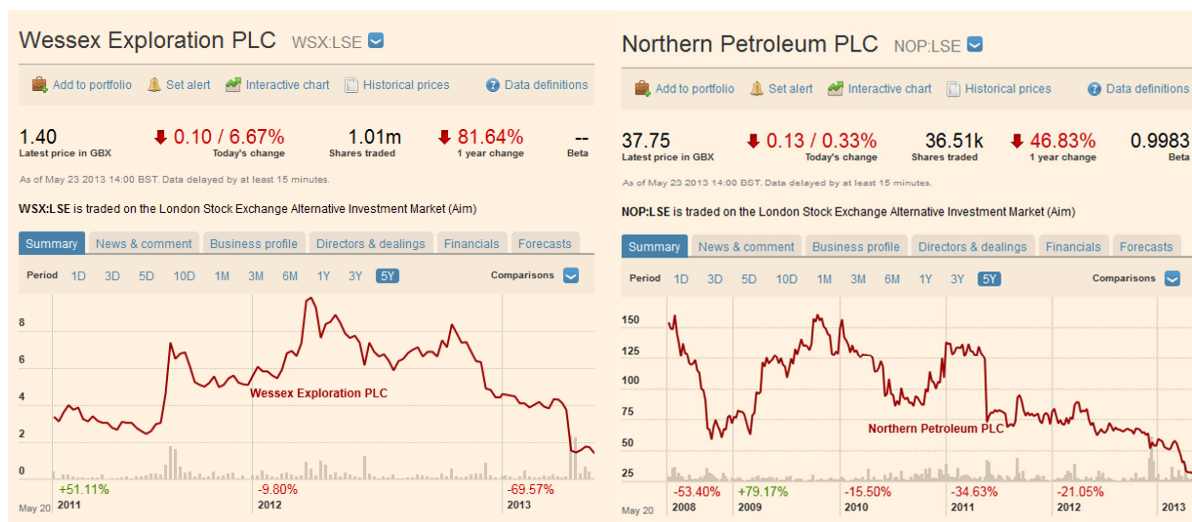 Wessex Exploration PLC WSX:LSE
Add to portfolio Set alert Interactive chart Historical prices Data definitions
1.40 0.10 / 6.67% 1.01m 81.64% --
Latest price in GBX Today's change Shares traded 1 year change Beta
As of May 23 2013 14:00 BST. Data delayed by at least 15 minutes.
WSX:LSE is traded on the London Stock Exchange Alternative Investment Market (Aim)
Summary News & comment Business profile Directors & dealings Financials Forecasts
Period 1D 3D 5D 10D 1M 3M 6M 1Y 3Y 5Y Comparisons
8
6
4
2
0
Wessex Exploration PLC
+51.11% -9.80% -69.57%
May 20 2011 2012 2013
Northern Petroleum PLC NOP:LSE
Add to portfolio Set alert Interactive chart Historical prices Data definitions
37.75 0.13 / 0.33% 36.51k 46.83% 0.9983
Latest price in GBX Today's change Shares traded 1 year change Beta
As of May 23 2013 14:00 BST. Data delayed by at least 15 minutes.
NOP:LSE is traded on the London Stock Exchange Alternative Investment Market (Aim)
Summary News & comment Business profile Directors & dealings Financials Forecasts
Period 1D 3D 5D 10D 1M 3M 6M 1Y 3Y 5Y Comparisons
150
125
100
75
50
25
Northern Petroleum PLC
-53.40% +79.17% -15.50% -34.63% -21.05%
May 20 2008 2009 2010 2011 2012 2013